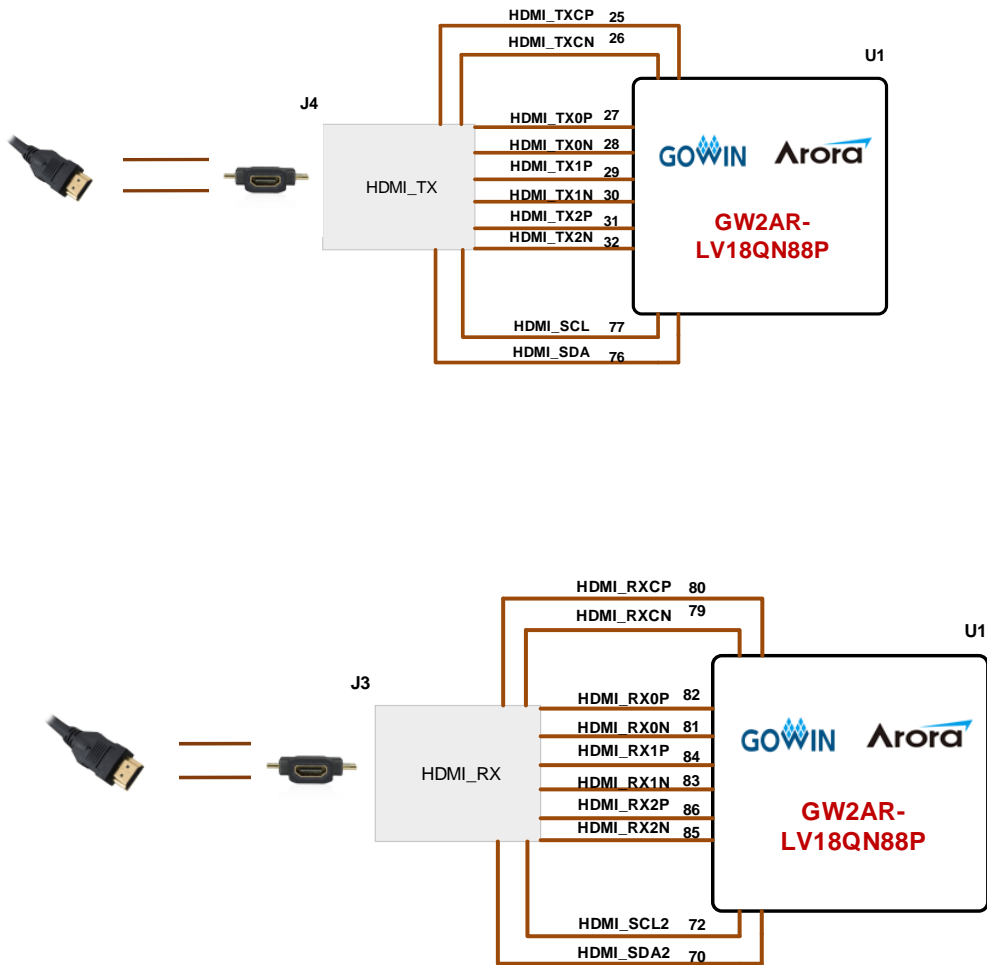 HDMI_TXCP 25
HDMI_TXCN 26
U1
J4
HDMI_TX
HDMI_TX0P 27
HDMI_TX0N 28
HDMI_TX1P 29
HDMI_TX1N 30
HDMI_TX2P 31
HDMI_TX2N 32
GOWIN Arora
GW2AR-
LV18QN88P
HDMI_SCL 77
HDMI_SDA 76
HDMI_RXCP 80
HDMI_RXCN 79
U1
J3
HDMI_RX
HDMI_RX0P 82
HDMI_RX0N 81
HDMI_RX1P 84
HDMI_RX1N 83
HDMI_RX2P 86
HDMI_RX2N 85
GOWIN Arora
GW2AR-
LV18QN88P
HDMI_SCL2 72
HDMI_SDA2 70